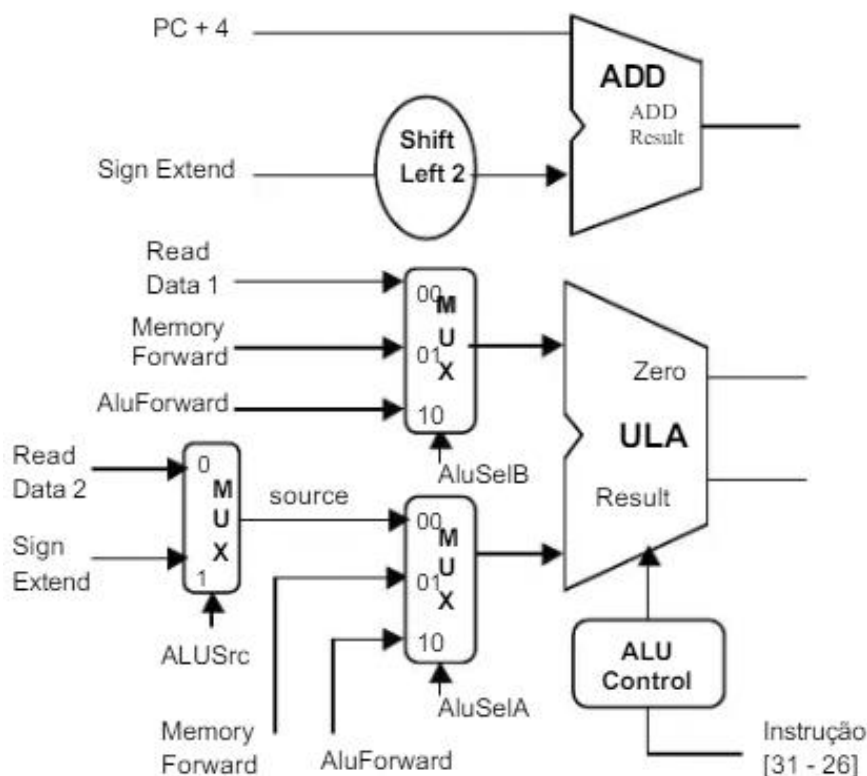 PC + 4
ADD
ADD
Result
Shift
Left 2
Sign Extend
Read
Data 1
00
M
U
X
01
10
Memory
Forward
AluForward
AluSelB
Zero
ULA
Result
Read
Data 2
0
M
U
X
1
Sign
Extend
source
ALUSrc
00
M
U
X
01
10
AluSelA
Memory
Forward
AluForward
ALU
Control
Instrução
[31 - 26]